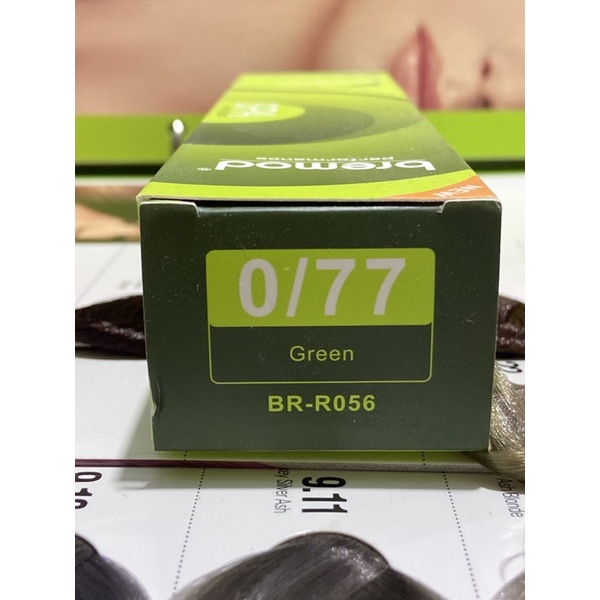 bremod®
performance
NEW
0/77
Green
BR-R056
9.11
Silver Ash
Ash Blonde